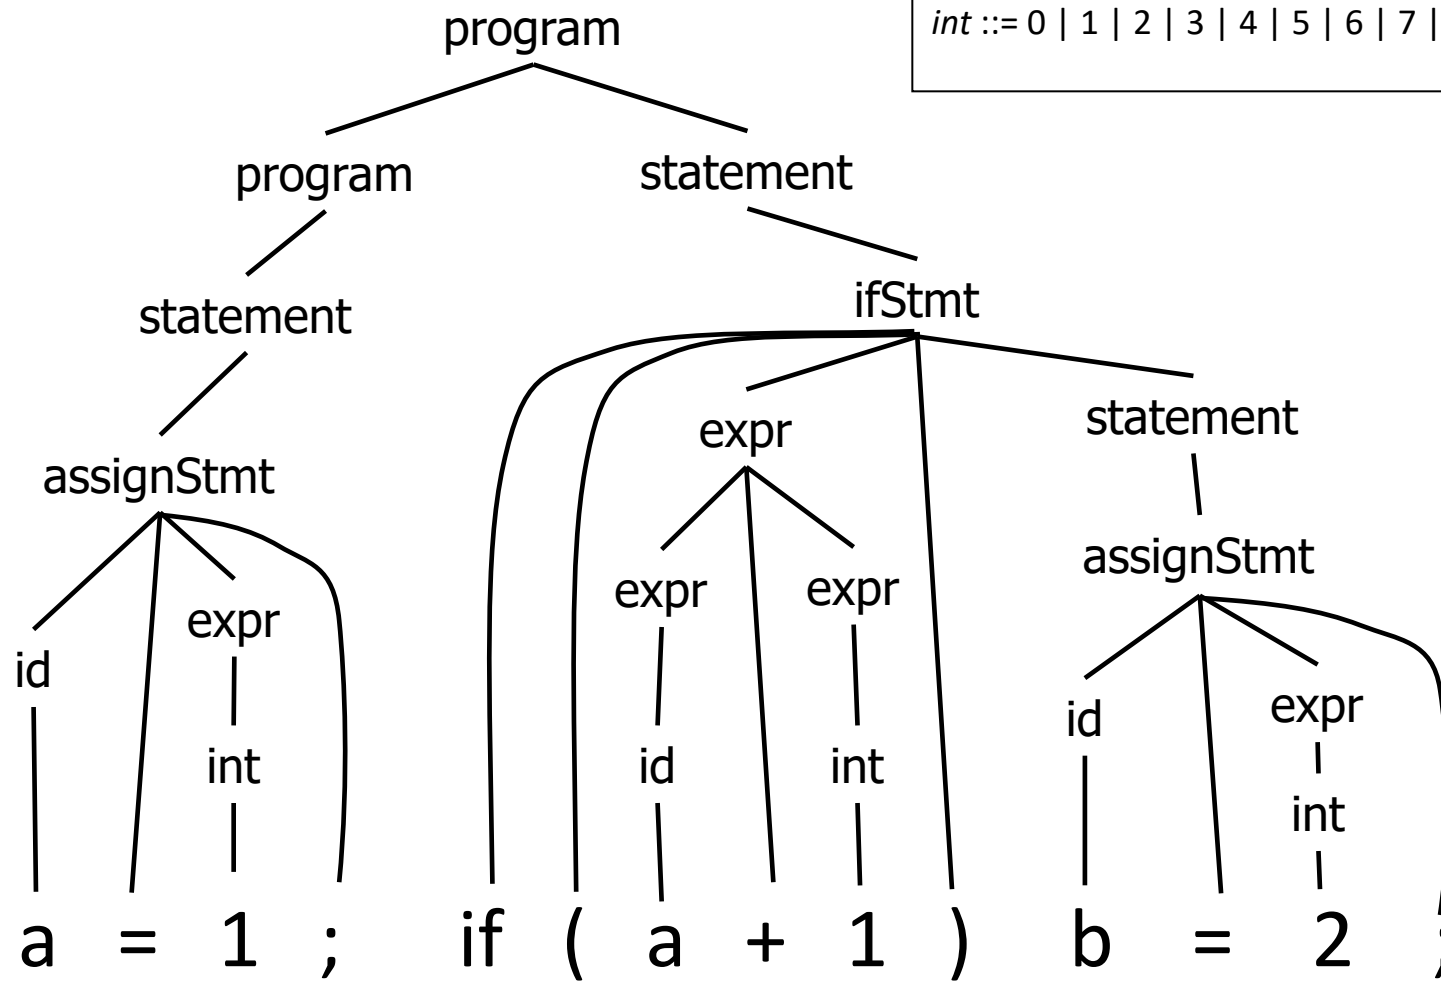 program
int ::= 0 | 1 | 2 | 3 | 4 | 5 | 6 | 7 |
program statement
statement ifStmt
expr statement
assignStmt assignStmt
expr expr
id expr id expr
int id int int
a = 1 ; if ( a + 1 ) b = 2 ;